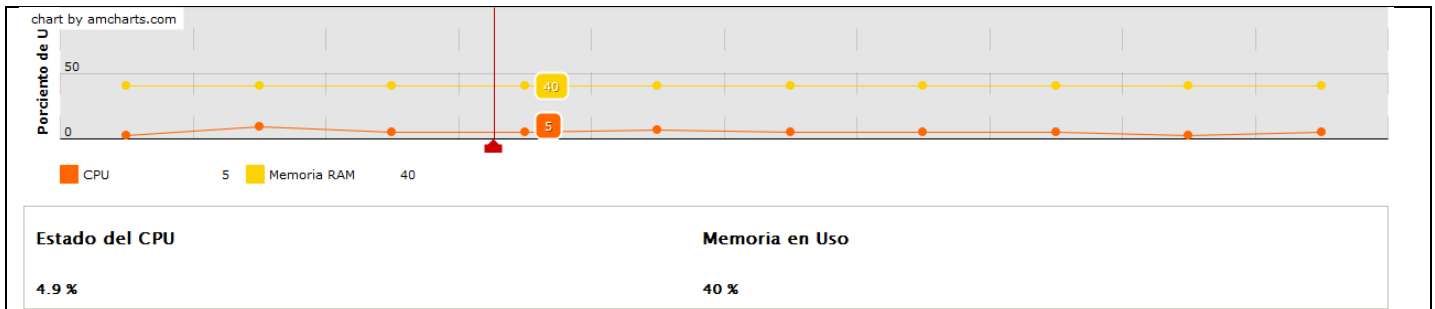 chart by amcharts.com
Porciento de U
50
0
40
5
CPU 5 Memoria RAM 40
Estado del CPU Memoria en Uso
4.9 % 40 %